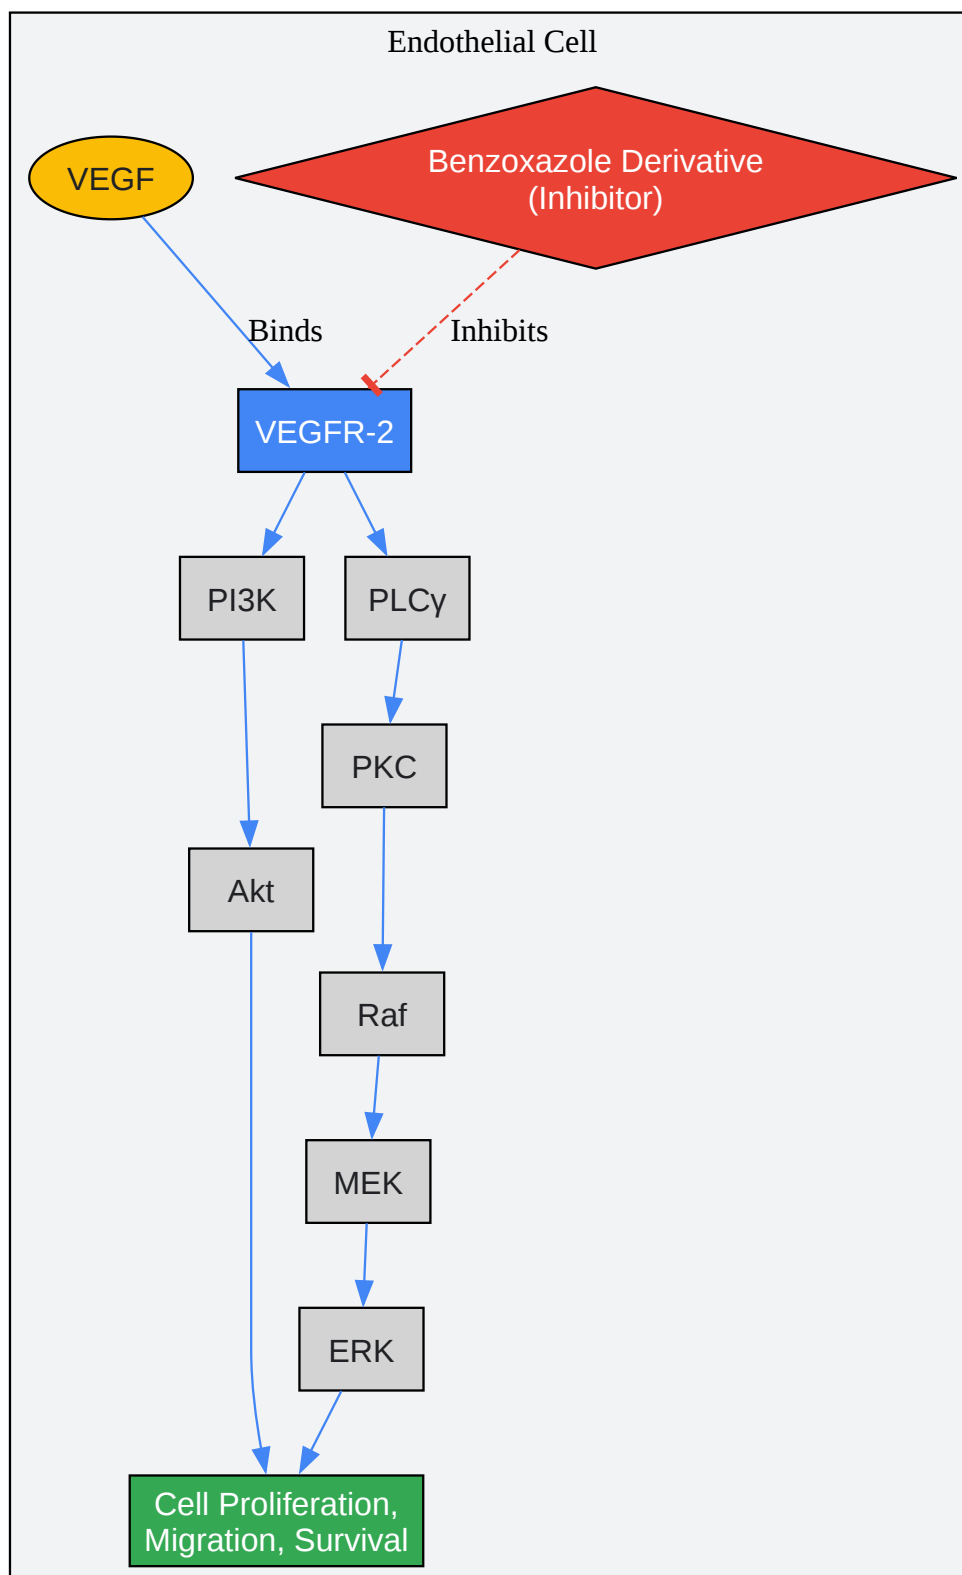 Endothelial Cell
VEGF
Benzoxazole Derivative
(Inhibitor)
Binds
Inhibits
VEGFR-2
PI3K
PLCγ
PKC
Akt
Raf
MEK
ERK
Cell Proliferation,
Migration, Survival